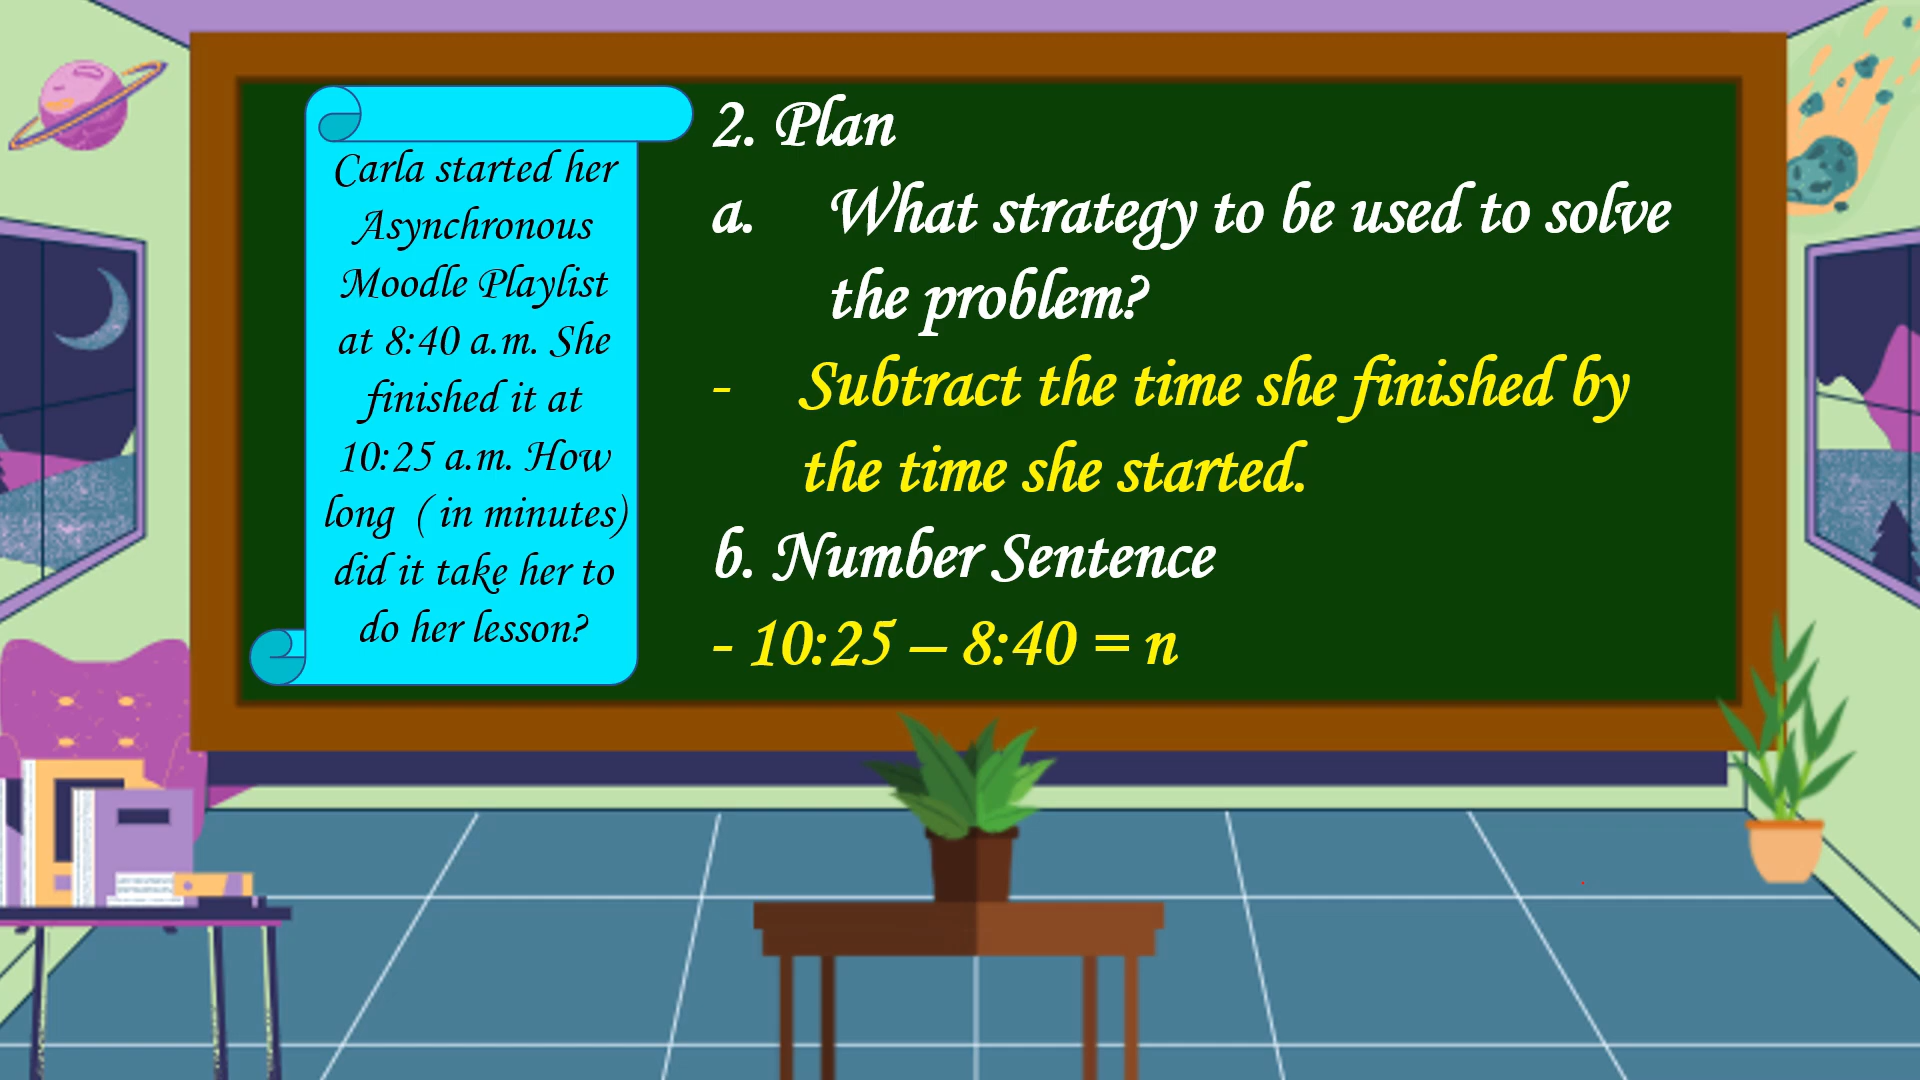 Carla started her
Asynchronous
Moodle Playlist
at 8:40 a.m. She
finished it at
10:25 a.m. How
long ( in minutes)
did it take her to
do her lesson?
2. Plan
a. What strategy to be used to solve
the problem?
- Subtract the time she finished by
the time she started.
b. Number Sentence
- 10:25 – 8:40 = n